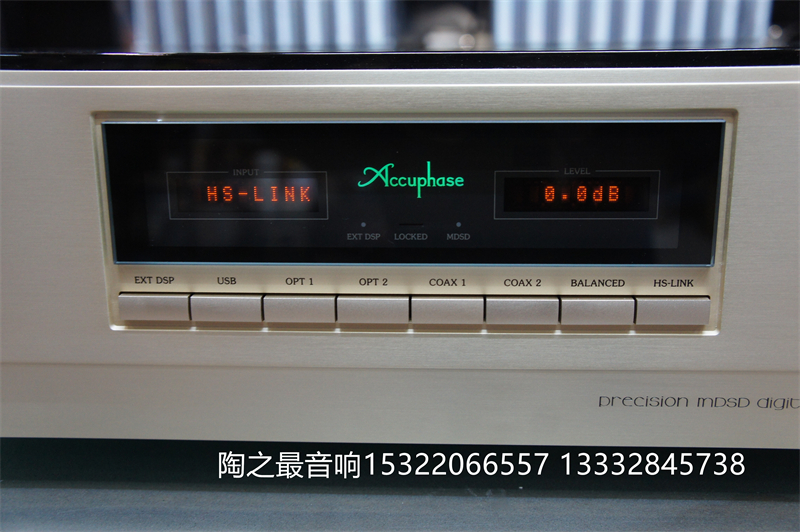 INPUT
HS-LINK
Accuphase
LEVEL
0.0dB
EXT DSP LOCKED MDSD
EXT DSP USB OPT 1 OPT 2 COAX 1 COAX 2 BALANCED HS-LINK
precision MDSD digit
陶之最音响15322066557 13332845738